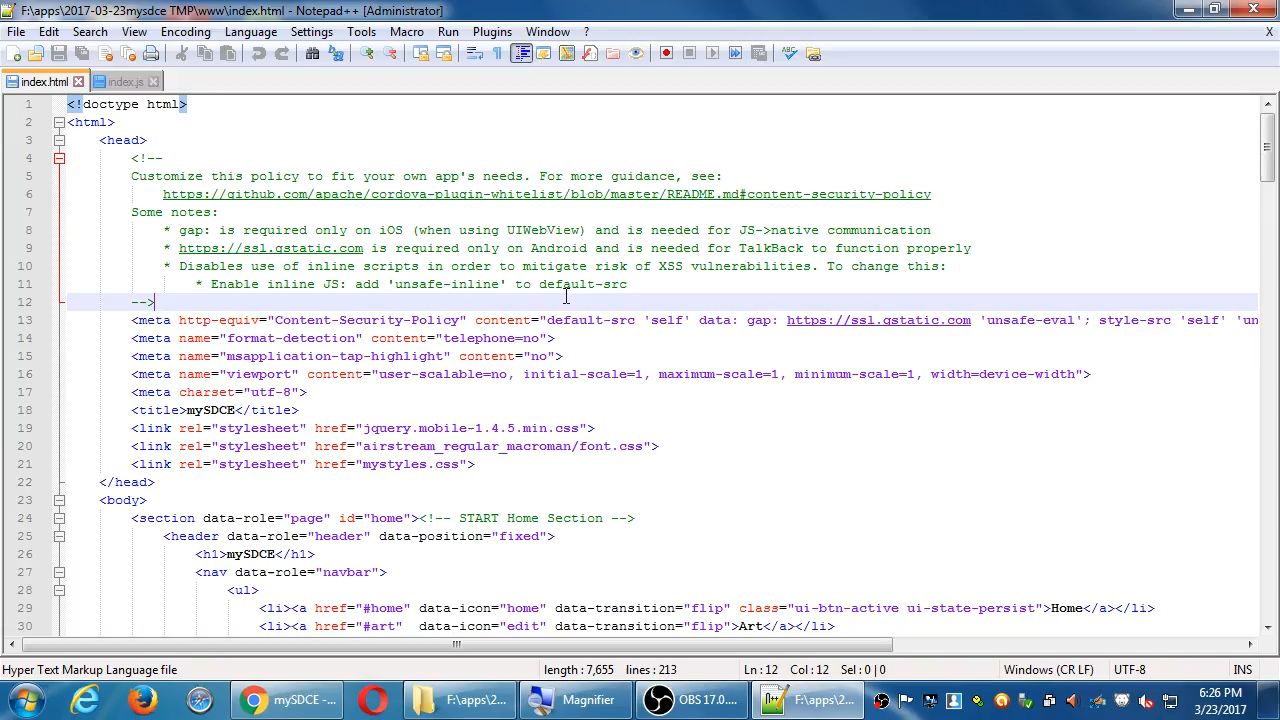 F:\apps\2017-03-23mysdce TMP\www\index.html - Notepad++ [Administrator]
File Edit Search View Encoding Language Settings Tools Macro Run Plugins Window ? X
index.html index.js
1 <!doctype html>
2 <html>
3 <head>
4 <!--
5 Customize this policy to fit your own app's needs. For more guidance, see:
6 https://github.com/apache/cordova-plugin-whitelist/blob/master/README.md#content-security-policy
7 Some notes:
8 * gap: is required only on iOS (when using UIWebView) and is needed for JS->native communication
9 * https://ssl.gstatic.com is required only on Android and is needed for TalkBack to function properly
10 * Disables use of inline scripts in order to mitigate risk of XSS vulnerabilities. To change this:
11 * Enable inline JS: add 'unsafe-inline' to default-src
12 -->
13 <meta http-equiv="Content-Security-Policy" content="default-src 'self' data: gap: https://ssl.gstatic.com 'unsafe-eval'; style-src 'self' 'un
14 <meta name="format-detection" content="telephone=no">
15 <meta name="msapplication-tap-highlight" content="no">
16 <meta name="viewport" content="user-scalable=no, initial-scale=1, maximum-scale=1, minimum-scale=1, width=device-width">
17 <meta charset="utf-8">
18 <title>mySDCE</title>
19 <link rel="stylesheet" href="jquery.mobile-1.4.5.min.css">
20 <link rel="stylesheet" href="airstream_regular_macroman/font.css">
21 <link rel="stylesheet" href="mystyles.css">
22 </head>
23 <body>
24 <section data-role="page" id="home"><!-- START Home Section -->
25 <header data-role="header" data-position="fixed">
26 <h1>mySDCE</h1>
27 <nav data-role="navbar">
28 <ul>
29 <li><a href="#home" data-icon="home" data-transition="flip" class="ui-btn-active ui-state-persist">Home</a></li>
30 <li><a href="#art"  data-icon="edit" data-transition="flip">Art</a></li>
Hyper Text Markup Language file length : 7,655 lines : 213 Ln : 12 Col : 12 Sel : 0 | 0 Windows (CR LF) UTF-8 INS
mySDCE -... F:\apps\2... Magnifier OBS 17.0.... F:\apps\2... 6:26 PM
3/23/2017